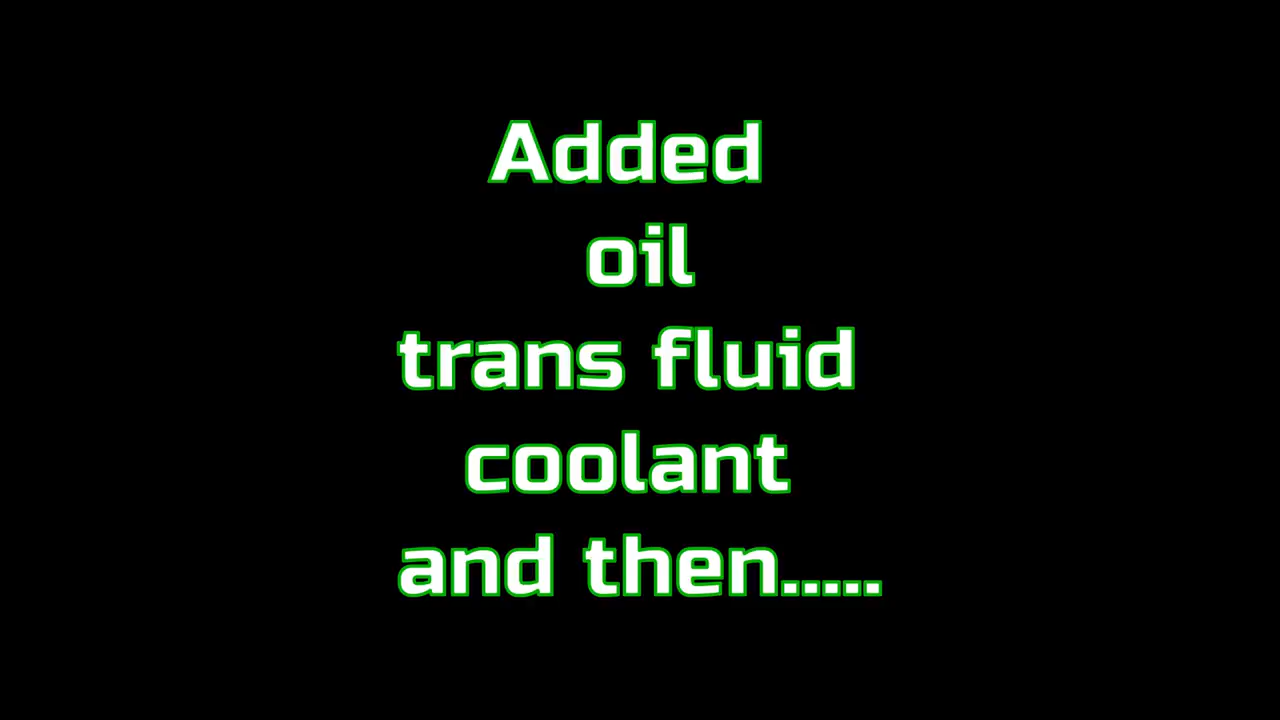 Added
oil
trans fluid
coolant
and then.....